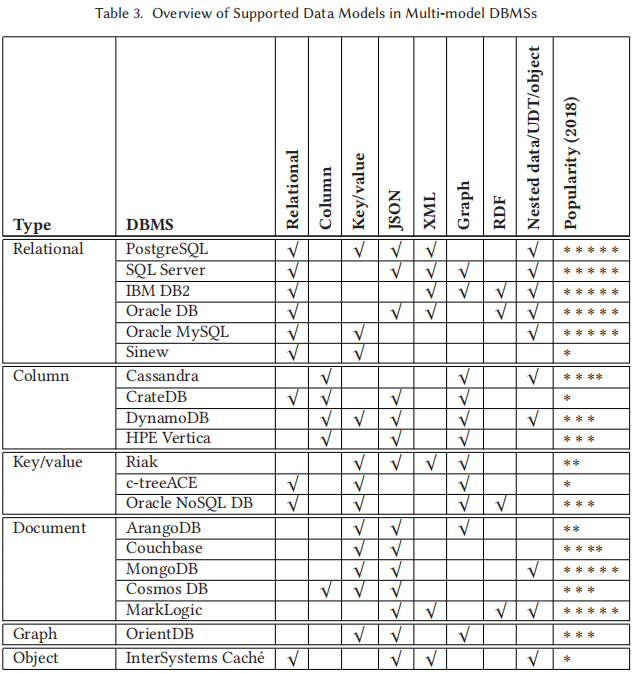 Table 3. Overview of Supported Data Models in Multi-model DBMSs
Type DBMS Relational Column Key/value JSON XML Graph RDF Nested data/UDT/object Popularity (2018)
Relational PostgreSQL √ √ √ √ √ * * * * *
SQL Server √ √ √ √ √ * * * * *
IBM DB2 √ √ √ √ √ * * * * *
Oracle DB √ √ √ √ √ * * * * *
Oracle MySQL √ √ √ * * * * *
Sinew √ √ *
Column Cassandra √ √ √ * * **
CrateDB √ √ √ √ *
DynamoDB √ √ √ √ √ * * *
HPE Vertica √ √ √ * * *
Key/value Riak √ √ √ √ **
c-treeACE √ √ √ *
Oracle NoSQL DB √ √ √ √ * * *
Document ArangoDB √ √ √ **
Couchbase √ √ * * **
MongoDB √ √ √ * * * * *
Cosmos DB √ √ √ * * *
MarkLogic √ √ √ √ * * * * *
Graph OrientDB √ √ √ * * *
Object InterSystems Caché √ √ √ √ *